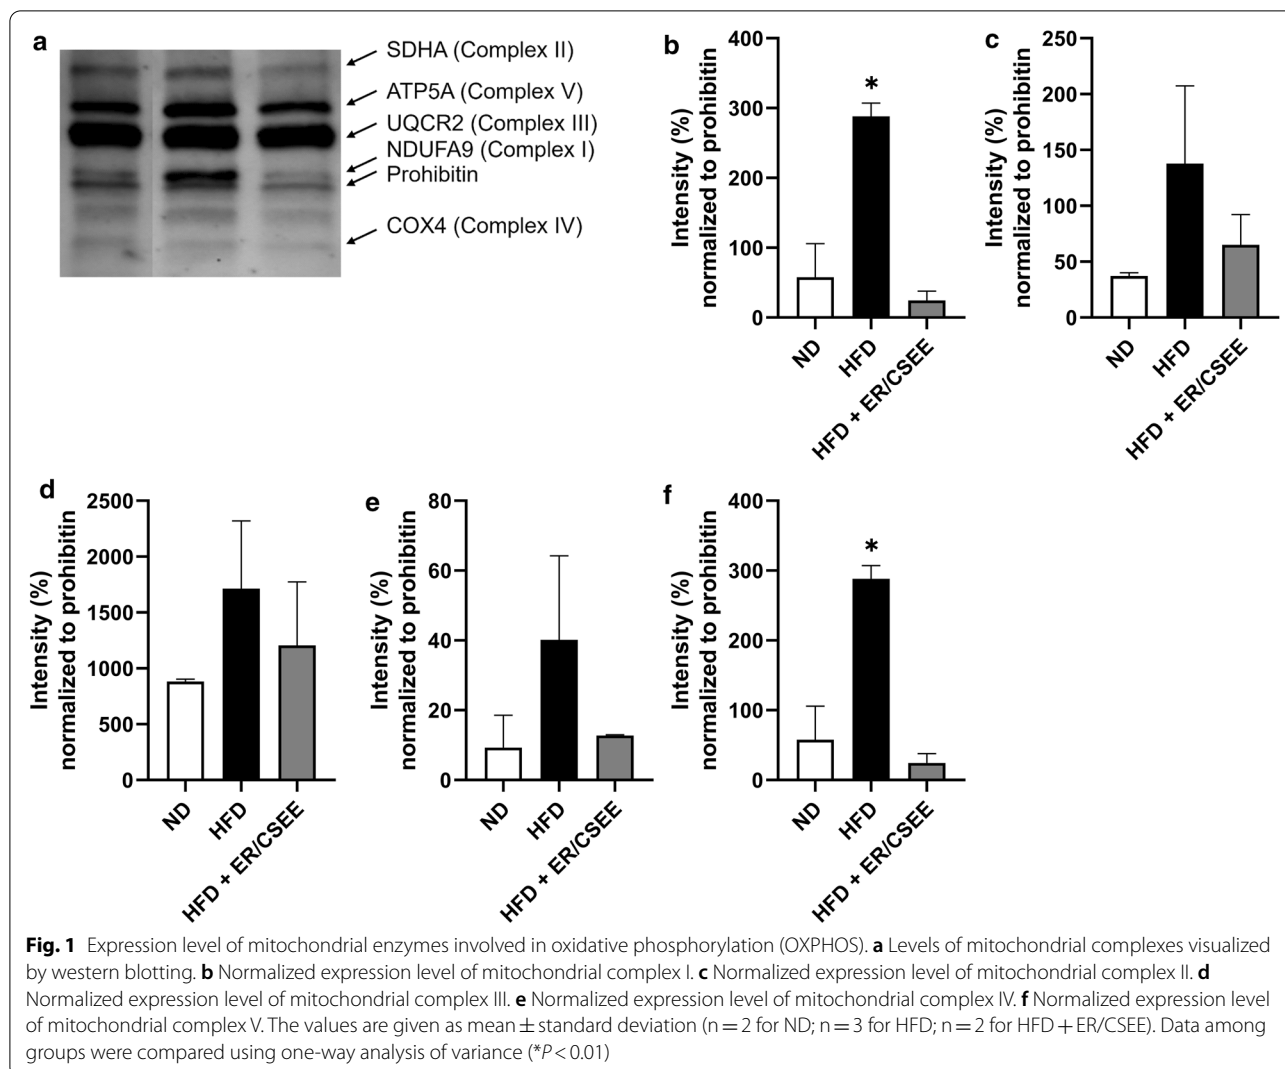 a
SDHA (Complex II)
ATP5A (Complex V)
UQCR2 (Complex III)
NDUFA9 (Complex I)
Prohibitin
COX4 (Complex IV)
b
Intensity (%)
normalized to prohibitin
400
300
200
100
0
*
ND
HFD
HFD + ER/CSEE
c
Intensity (%)
normalized to prohibitin
250
200
150
100
50
0
ND
HFD
HFD + ER/CSEE
d
Intensity (%)
normalized to prohibitin
2500
2000
1500
1000
500
0
ND
HFD
HFD + ER/CSEE
e
Intensity (%)
normalized to prohibitin
80
60
40
20
0
ND
HFD
HFD + ER/CSEE
f
Intensity (%)
normalized to prohibitin
400
300
200
100
0
*
ND
HFD
HFD + ER/CSEE
Fig. 1 Expression level of mitochondrial enzymes involved in oxidative phosphorylation (OXPHOS). a Levels of mitochondrial complexes visualized
by western blotting. b Normalized expression level of mitochondrial complex I. c Normalized expression level of mitochondrial complex II. d
Normalized expression level of mitochondrial complex III. e Normalized expression level of mitochondrial complex IV. f Normalized expression level
of mitochondrial complex V. The values are given as mean ± standard deviation (n = 2 for ND; n = 3 for HFD; n = 2 for HFD + ER/CSEE). Data among
groups were compared using one-way analysis of variance (*P < 0.01)